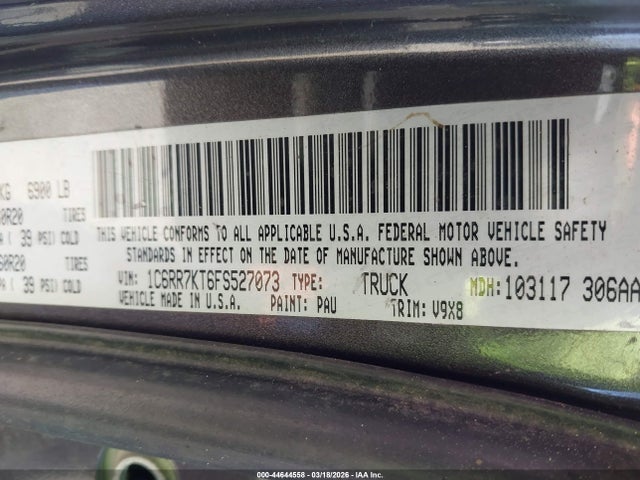 KG 6900 LB
0R20 TIRES
39 PSI) COLD
60R20 TIRES
39 PSI) COLD
THIS VEHICLE CONFORMS TO ALL APPLICABLE U.S.A. FEDERAL MOTOR VEHICLE SAFETY
STANDARDS IN EFFECT ON THE DATE OF MANUFACTURE SHOWN ABOVE.
VIN: 1C6RR7KT6FS527073 TYPE: TRUCK MDH:103117 306AA
VEHICLE MADE IN U.S.A. PAINT: PAU TRIM: V9X8
000-44644558 | 03/18/2026 | Copyright IAA, Inc.